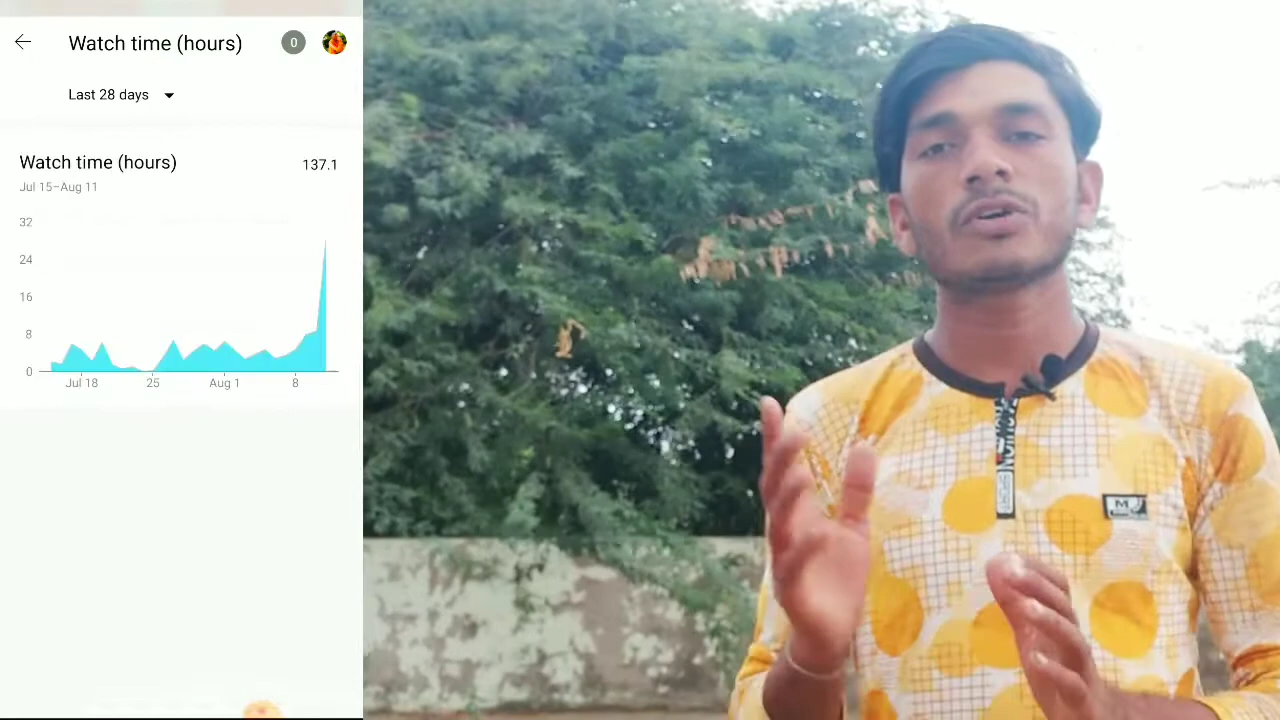 Watch time (hours)
0
Last 28 days
Watch time (hours)
137.1
Jul 15–Aug 11
32
24
16
8
0
Jul 18
25
Aug 1
8
M